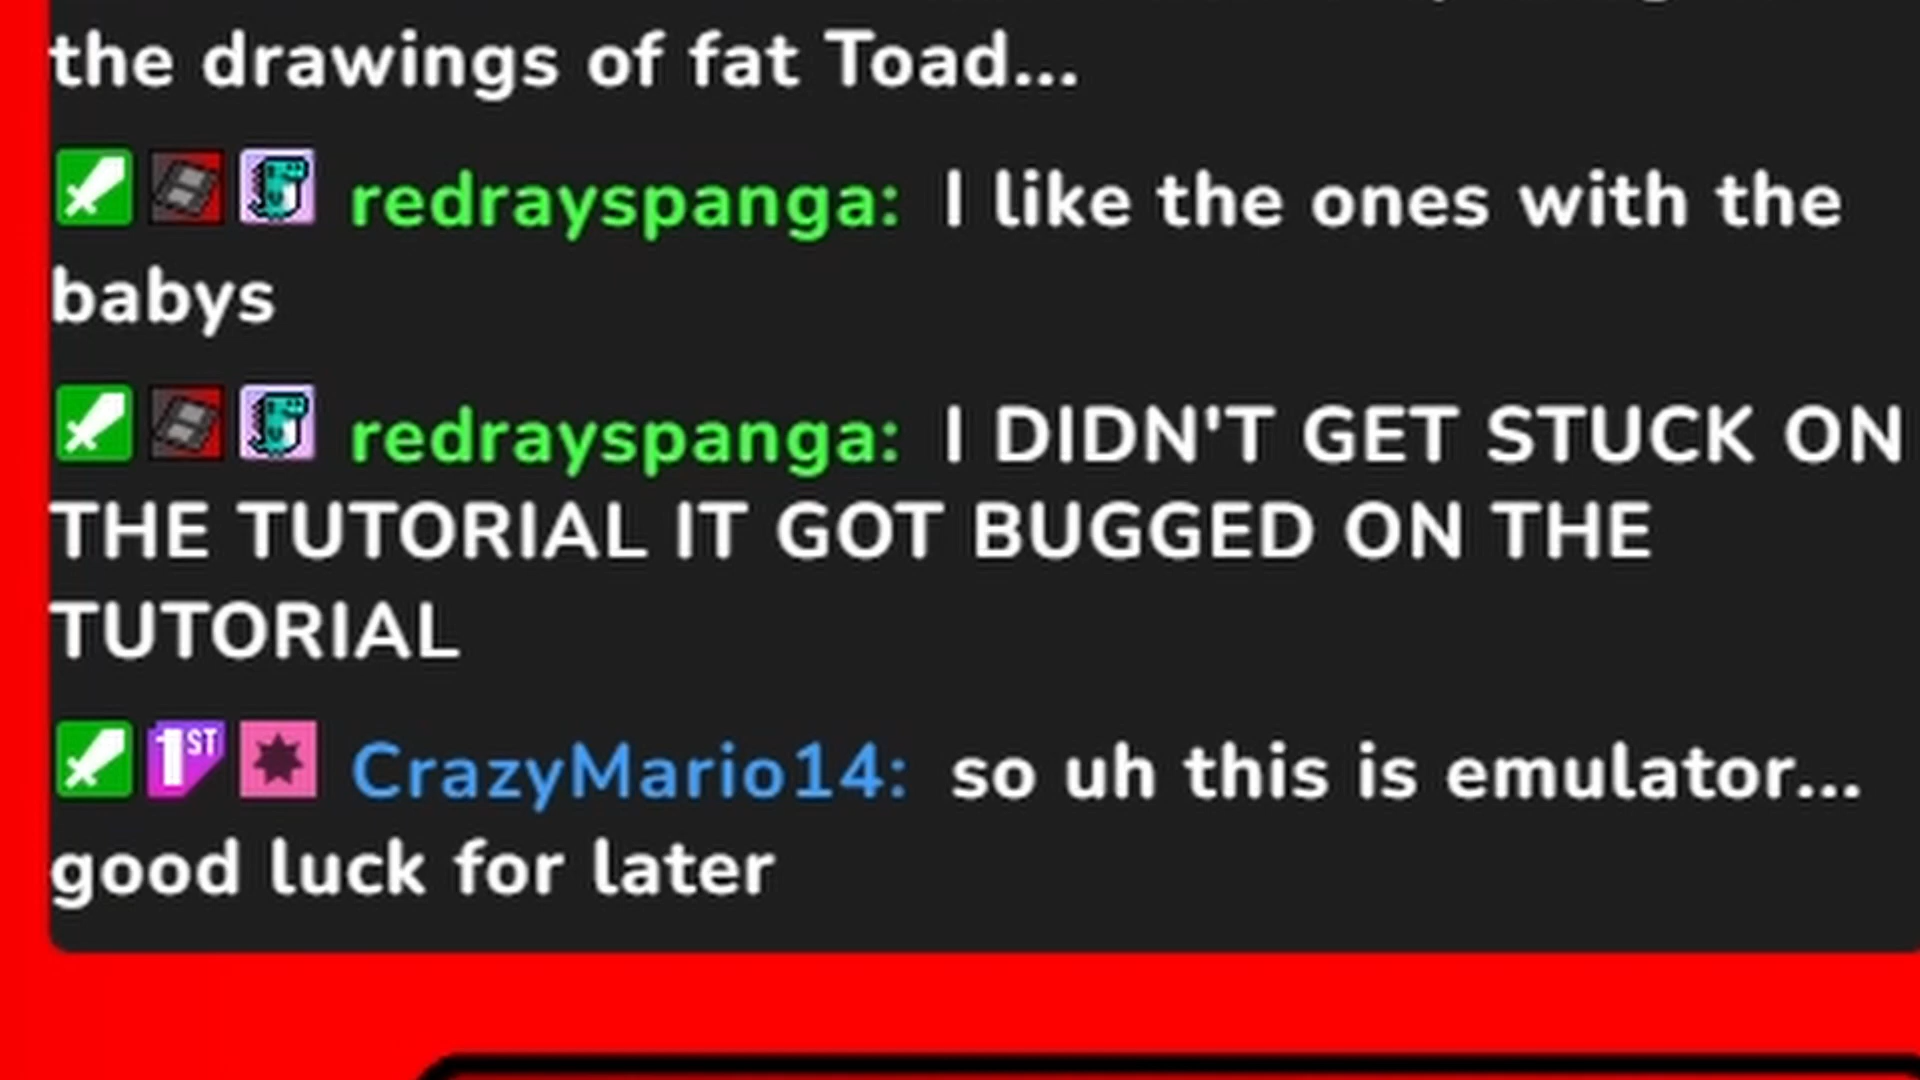 the drawings of fat Toad...
redrayspanga: I like the ones with the
babys
redrayspanga: I DIDN'T GET STUCK ON
THE TUTORIAL IT GOT BUGGED ON THE
TUTORIAL
1ST CrazyMario14: so uh this is emulator...
good luck for later